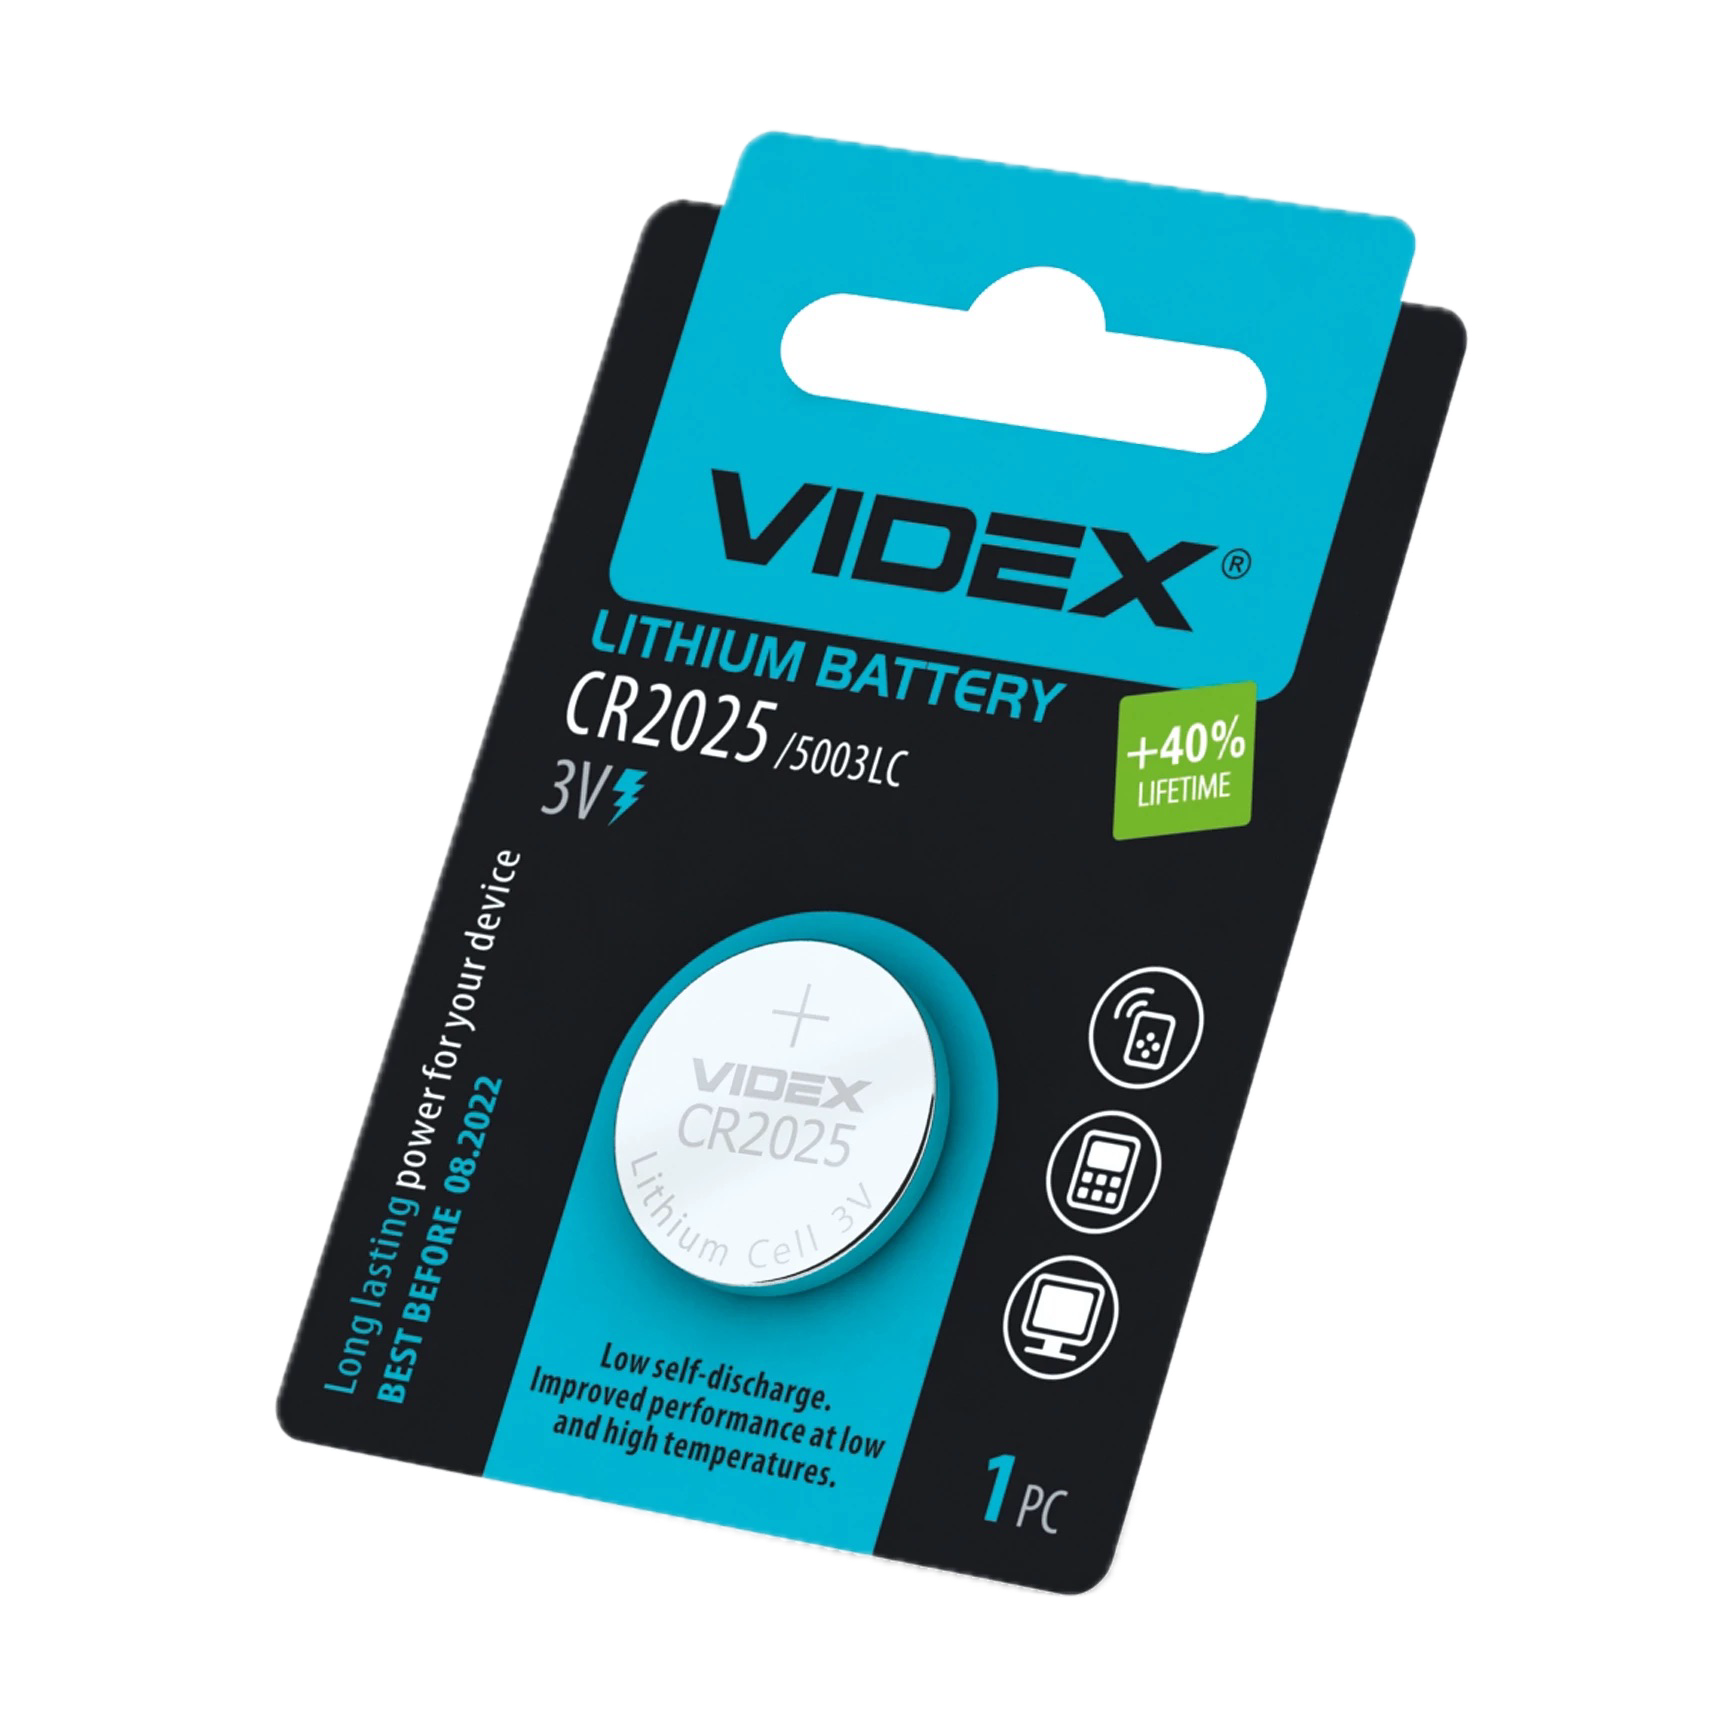 VIDEX®
LITHIUM BATTERY
CR2025 /5003LC
3V
+40%
LIFETIME
Long lasting power for your device
BEST BEFORE 08.2022
+
VIDEX
CR2025
Lithium Cell 3V
Low self-discharge.
Improved performance at low
and high temperatures.
1 PC